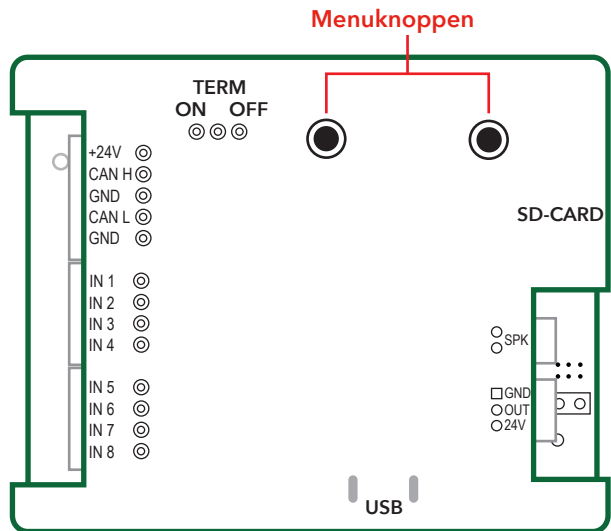 Menuknoppen
TERM
ON OFF
+24V
CAN H
GND
CAN L
GND
SD-CARD
IN 1
IN 2
IN 3
IN 4
SPK
IN 5
IN 6
IN 7
IN 8
GND
OUT
24V
USB